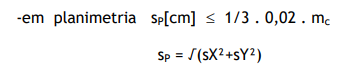 -em planimetria sP[cm] ≤ 1/3 . 0,02 . mc
sP = √(sX²+sY²)